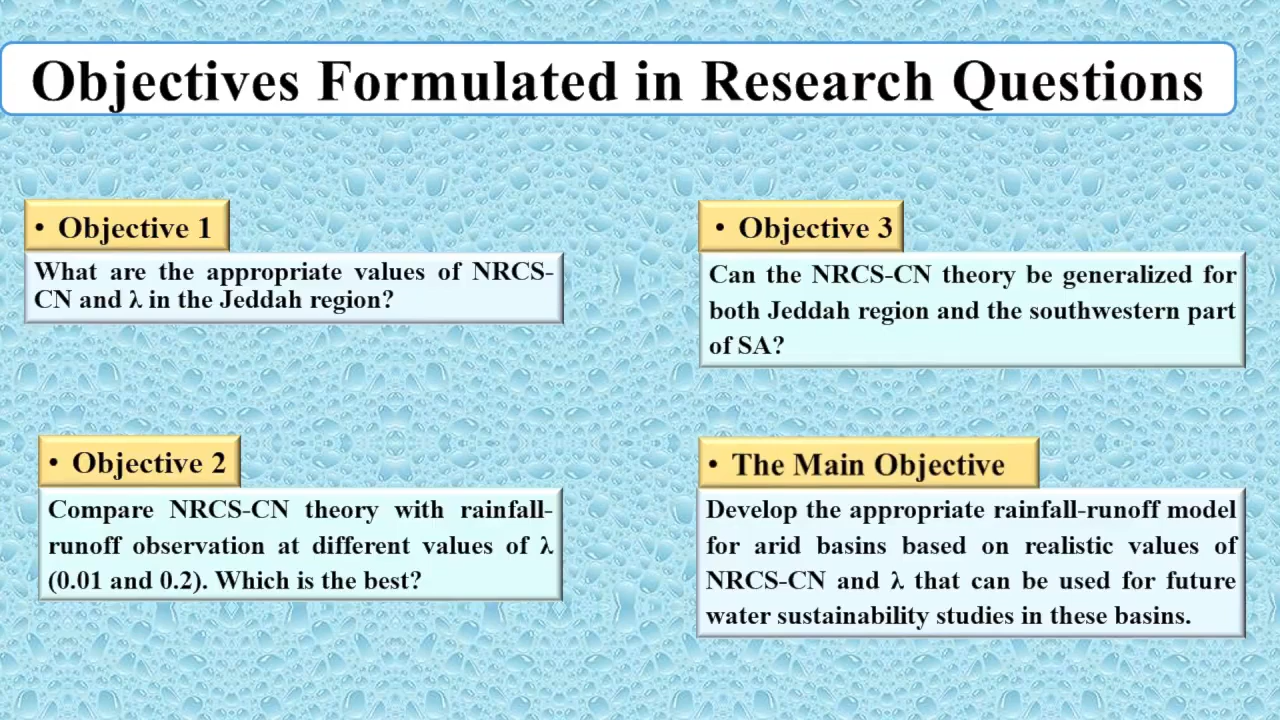 Objectives Formulated in Research Questions
• Objective 1
What are the appropriate values of NRCS-
CN and λ in the Jeddah region?
• Objective 2
Compare NRCS-CN theory with rainfall-
runoff observation at different values of λ
(0.01 and 0.2). Which is the best?
• Objective 3
Can the NRCS-CN theory be generalized for
both Jeddah region and the southwestern part
of SA?
• The Main Objective
Develop the appropriate rainfall-runoff model
for arid basins based on realistic values of
NRCS-CN and λ that can be used for future
water sustainability studies in these basins.